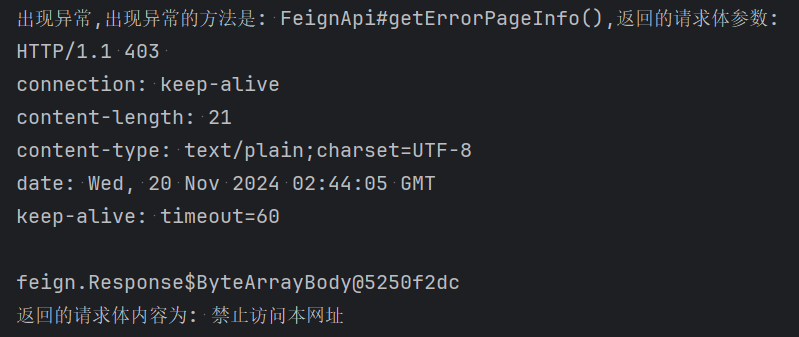 出现异常,出现异常的方法是: FeignApi#getErrorPageInfo(),返回的请求体参数:
HTTP/1.1 403
connection: keep-alive
content-length: 21
content-type: text/plain;charset=UTF-8
date: Wed, 20 Nov 2024 02:44:05 GMT
keep-alive: timeout=60
feign.Response$ByteArrayBody@5250f2dc
返回的请求体内容为: 禁止访问本网址